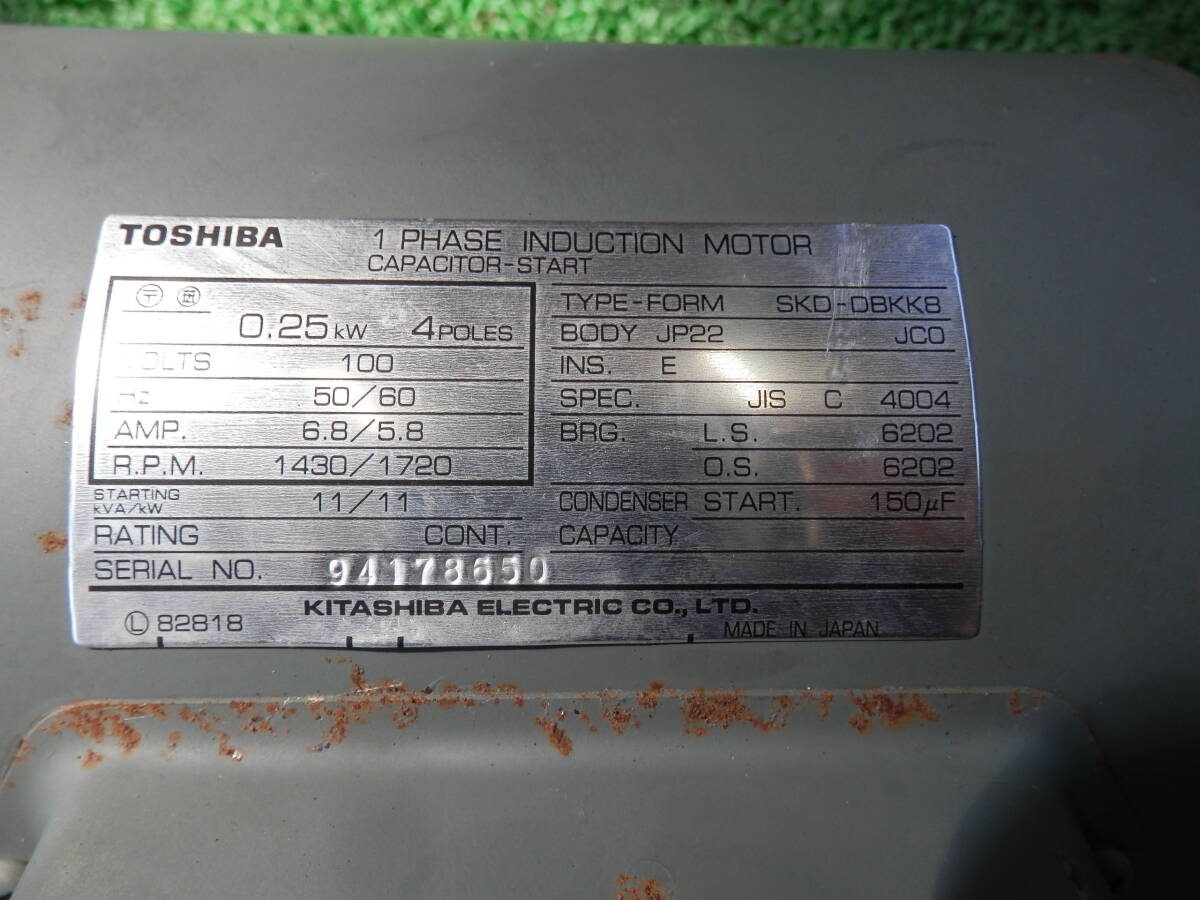 TOSHIBA 1 PHASE INDUCTION MOTOR
CAPACITOR-START
0.25 kW 4 POLES
VOLTS 100
Hz 50/60
AMP. 6.8/5.8
R.P.M. 1430/1720
STARTING kVA/kW 11/11
RATING CONT.
SERIAL NO. 94178650
TYPE-FORM SKD-DBKK8
BODY JP22 JC0
INS. E
SPEC. JIS C 4004
BRG. L.S. 6202
O.S. 6202
CONDENSER START. 150μF
CAPACITY
KITASHIBA ELECTRIC CO., LTD.
Ⓛ 82818 MADE IN JAPAN